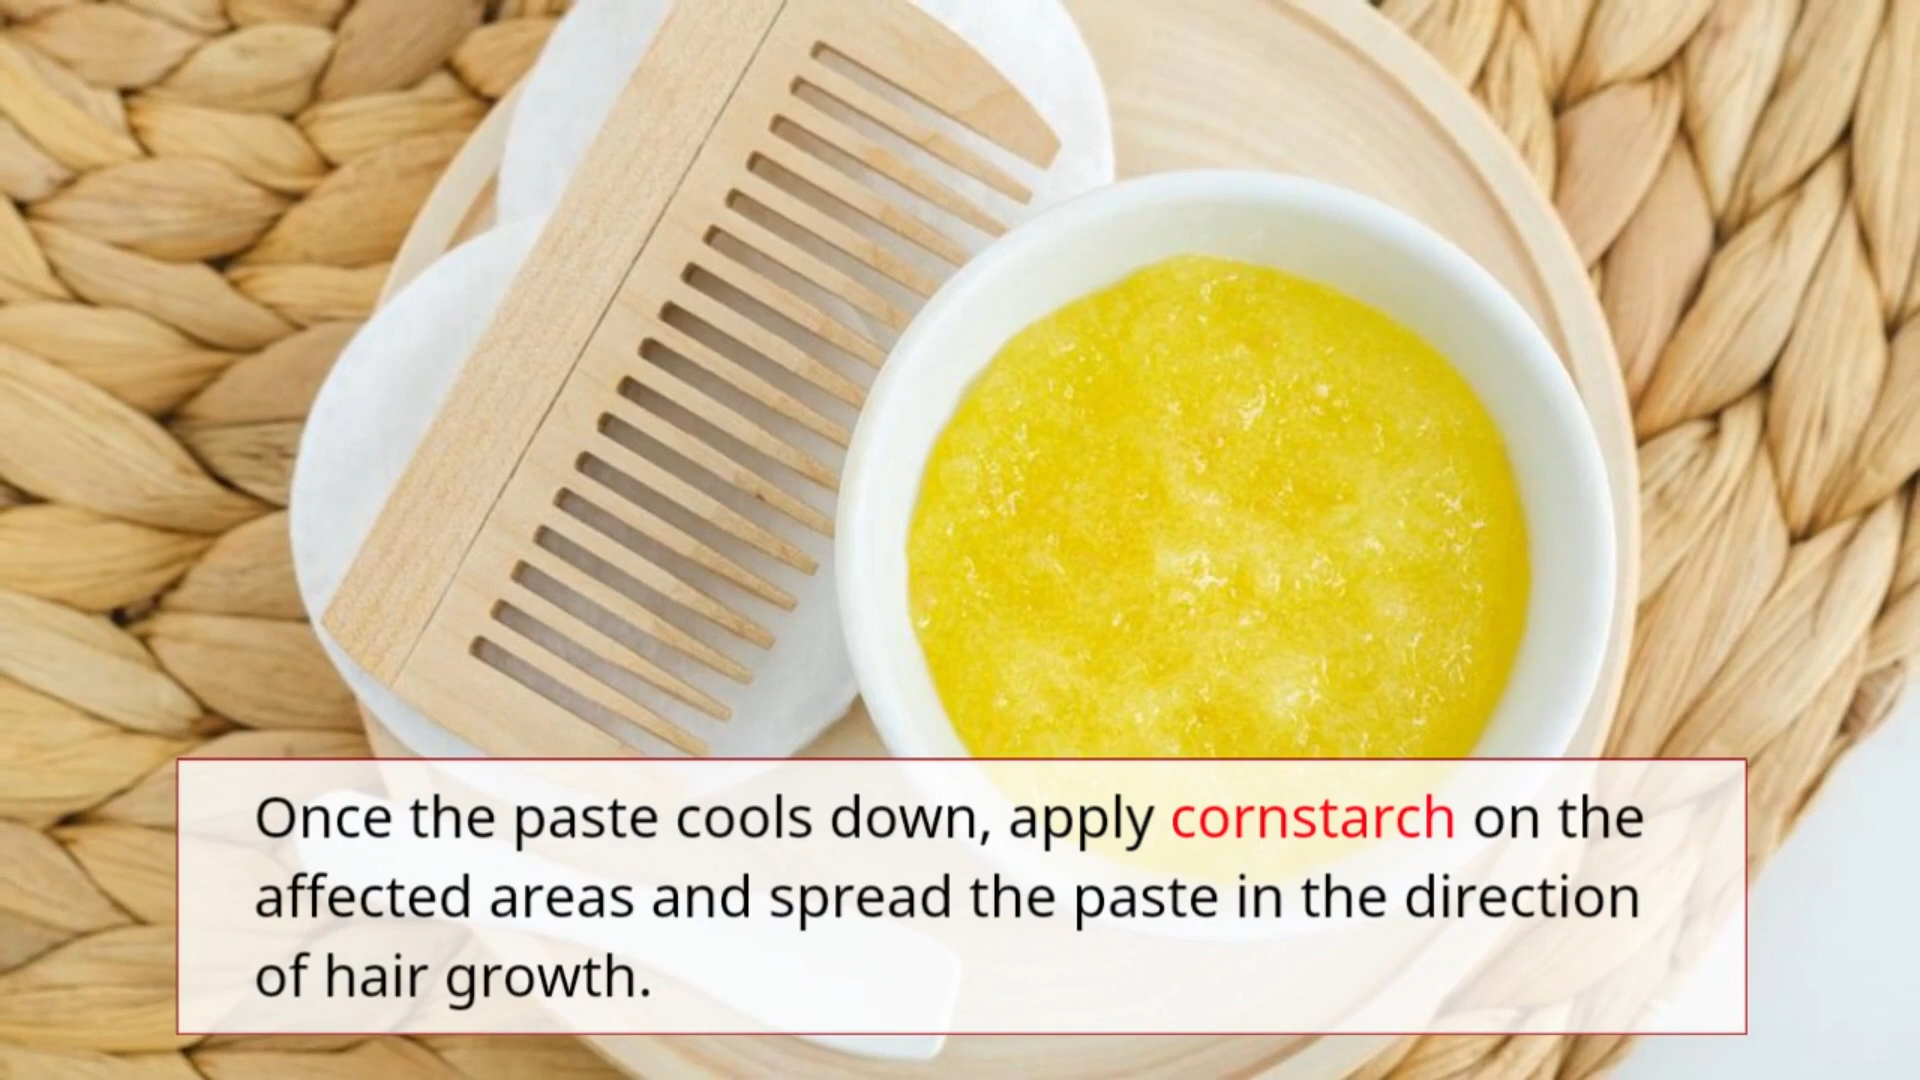 Once the paste cools down, apply cornstarch on the
affected areas and spread the paste in the direction
of hair growth.